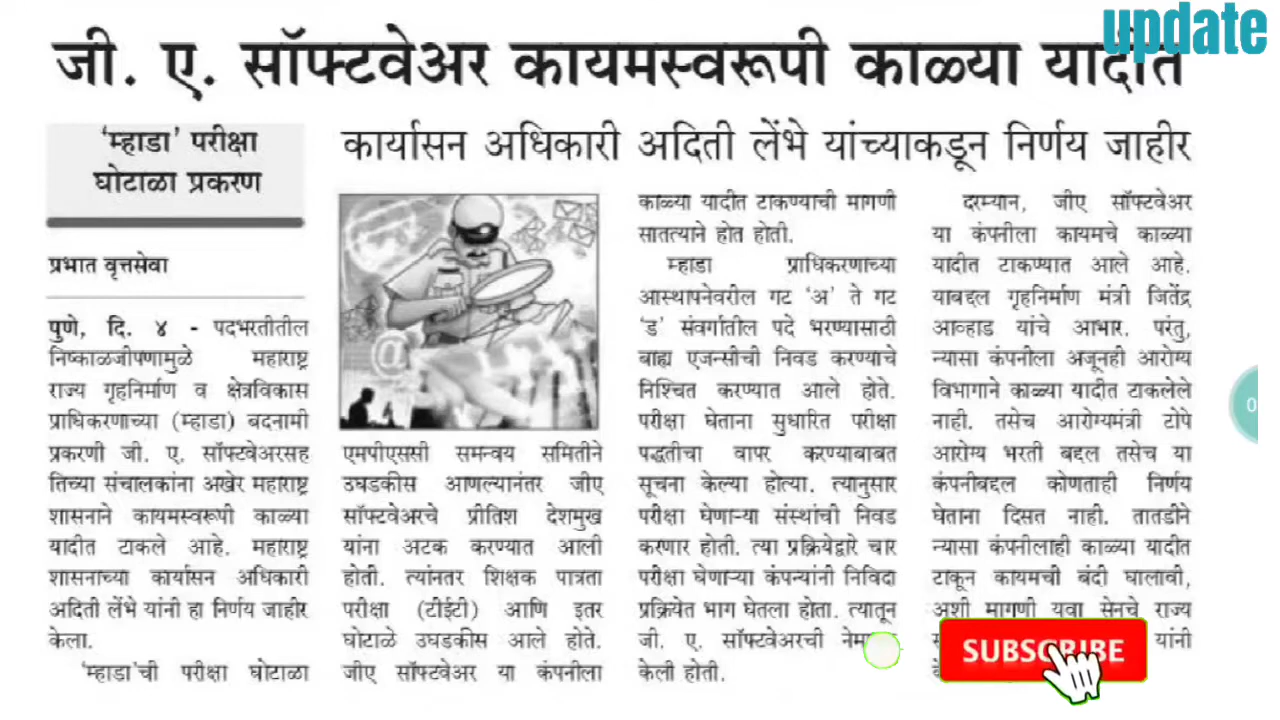 update
जी. ए. सॉफ्टवेअर कायमस्वरूपी काळ्या यादीत
'म्हाडा' परीक्षा
घोटाळा प्रकरण
कार्यासन अधिकारी अदिती लेंभे यांच्याकडून निर्णय जाहीर
प्रभात वृत्तसेवा
पुणे, दि. ४ - पदभरतीतील
निष्काळजीपणामुळे महाराष्ट्र
राज्य गृहनिर्माण व क्षेत्रविकास
प्राधिकरणाच्या (म्हाडा) बदनामी
प्रकरणी जी. ए. सॉफ्टवेअरसह
तिच्या संचालकांना अखेर महाराष्ट्र
शासनाने कायमस्वरूपी काळ्या
यादीत टाकले आहे. महाराष्ट्र
शासनाच्या कार्यासन अधिकारी
अदिती लेंभे यांनी हा निर्णय जाहीर
केला.
'म्हाडा'ची परीक्षा घोटाळा
एमपीएससी समन्वय समितीने
उघडकीस आणल्यानंतर जीए
सॉफ्टवेअरचे प्रीतिश देशमुख
यांना अटक करण्यात आली
होती. त्यांनतर शिक्षक पात्रता
परीक्षा (टीईटी) आणि इतर
घोटाळे उघडकीस आले होते.
जीए सॉफ्टवेअर या कंपनीला
काळ्या यादीत टाकण्याची मागणी
सातत्याने होत होती.
म्हाडा प्राधिकरणाच्या
आस्थापनेवरील गट 'अ' ते गट
'ड' संवर्गातील पदे भरण्यासाठी
बाह्य एजन्सीची निवड करण्याचे
निश्चित करण्यात आले होते.
परीक्षा घेताना सुधारित परीक्षा
पद्धतीचा वापर करण्याबाबत
सूचना केल्या होत्या. त्यानुसार
परीक्षा घेणाऱ्या संस्थांची निवड
करणार होती. त्या प्रक्रियेद्वारे चार
परीक्षा घेणाऱ्या कंपन्यांनी निविदा
प्रक्रियेत भाग घेतला होता. त्यातून
जी. ए. सॉफ्टवेअरची
केली होती.
दरम्यान, जीए सॉफ्टवेअर
या कंपनीला कायमचे काळ्या
यादीत टाकण्यात आले आहे.
याबद्दल गृहनिर्माण मंत्री जितेंद्र
आव्हाड यांचे आभार. परंतु,
न्यासा कंपनीला अजूनही आरोग्य
विभागाने काळ्या यादीत टाकलेले
नाही. तसेच आरोग्यमंत्री टोपे
आरोग्य भरती बद्दल तसेच या
कंपनीबद्दल कोणताही निर्णय
घेताना दिसत नाही. तातडीने
न्यासा कंपनीलाही काळ्या यादीत
टाकून कायमची बंदी घालावी,
अशी मागणी युवा सेनचे राज्य
यांनी
SUBSCRIBE